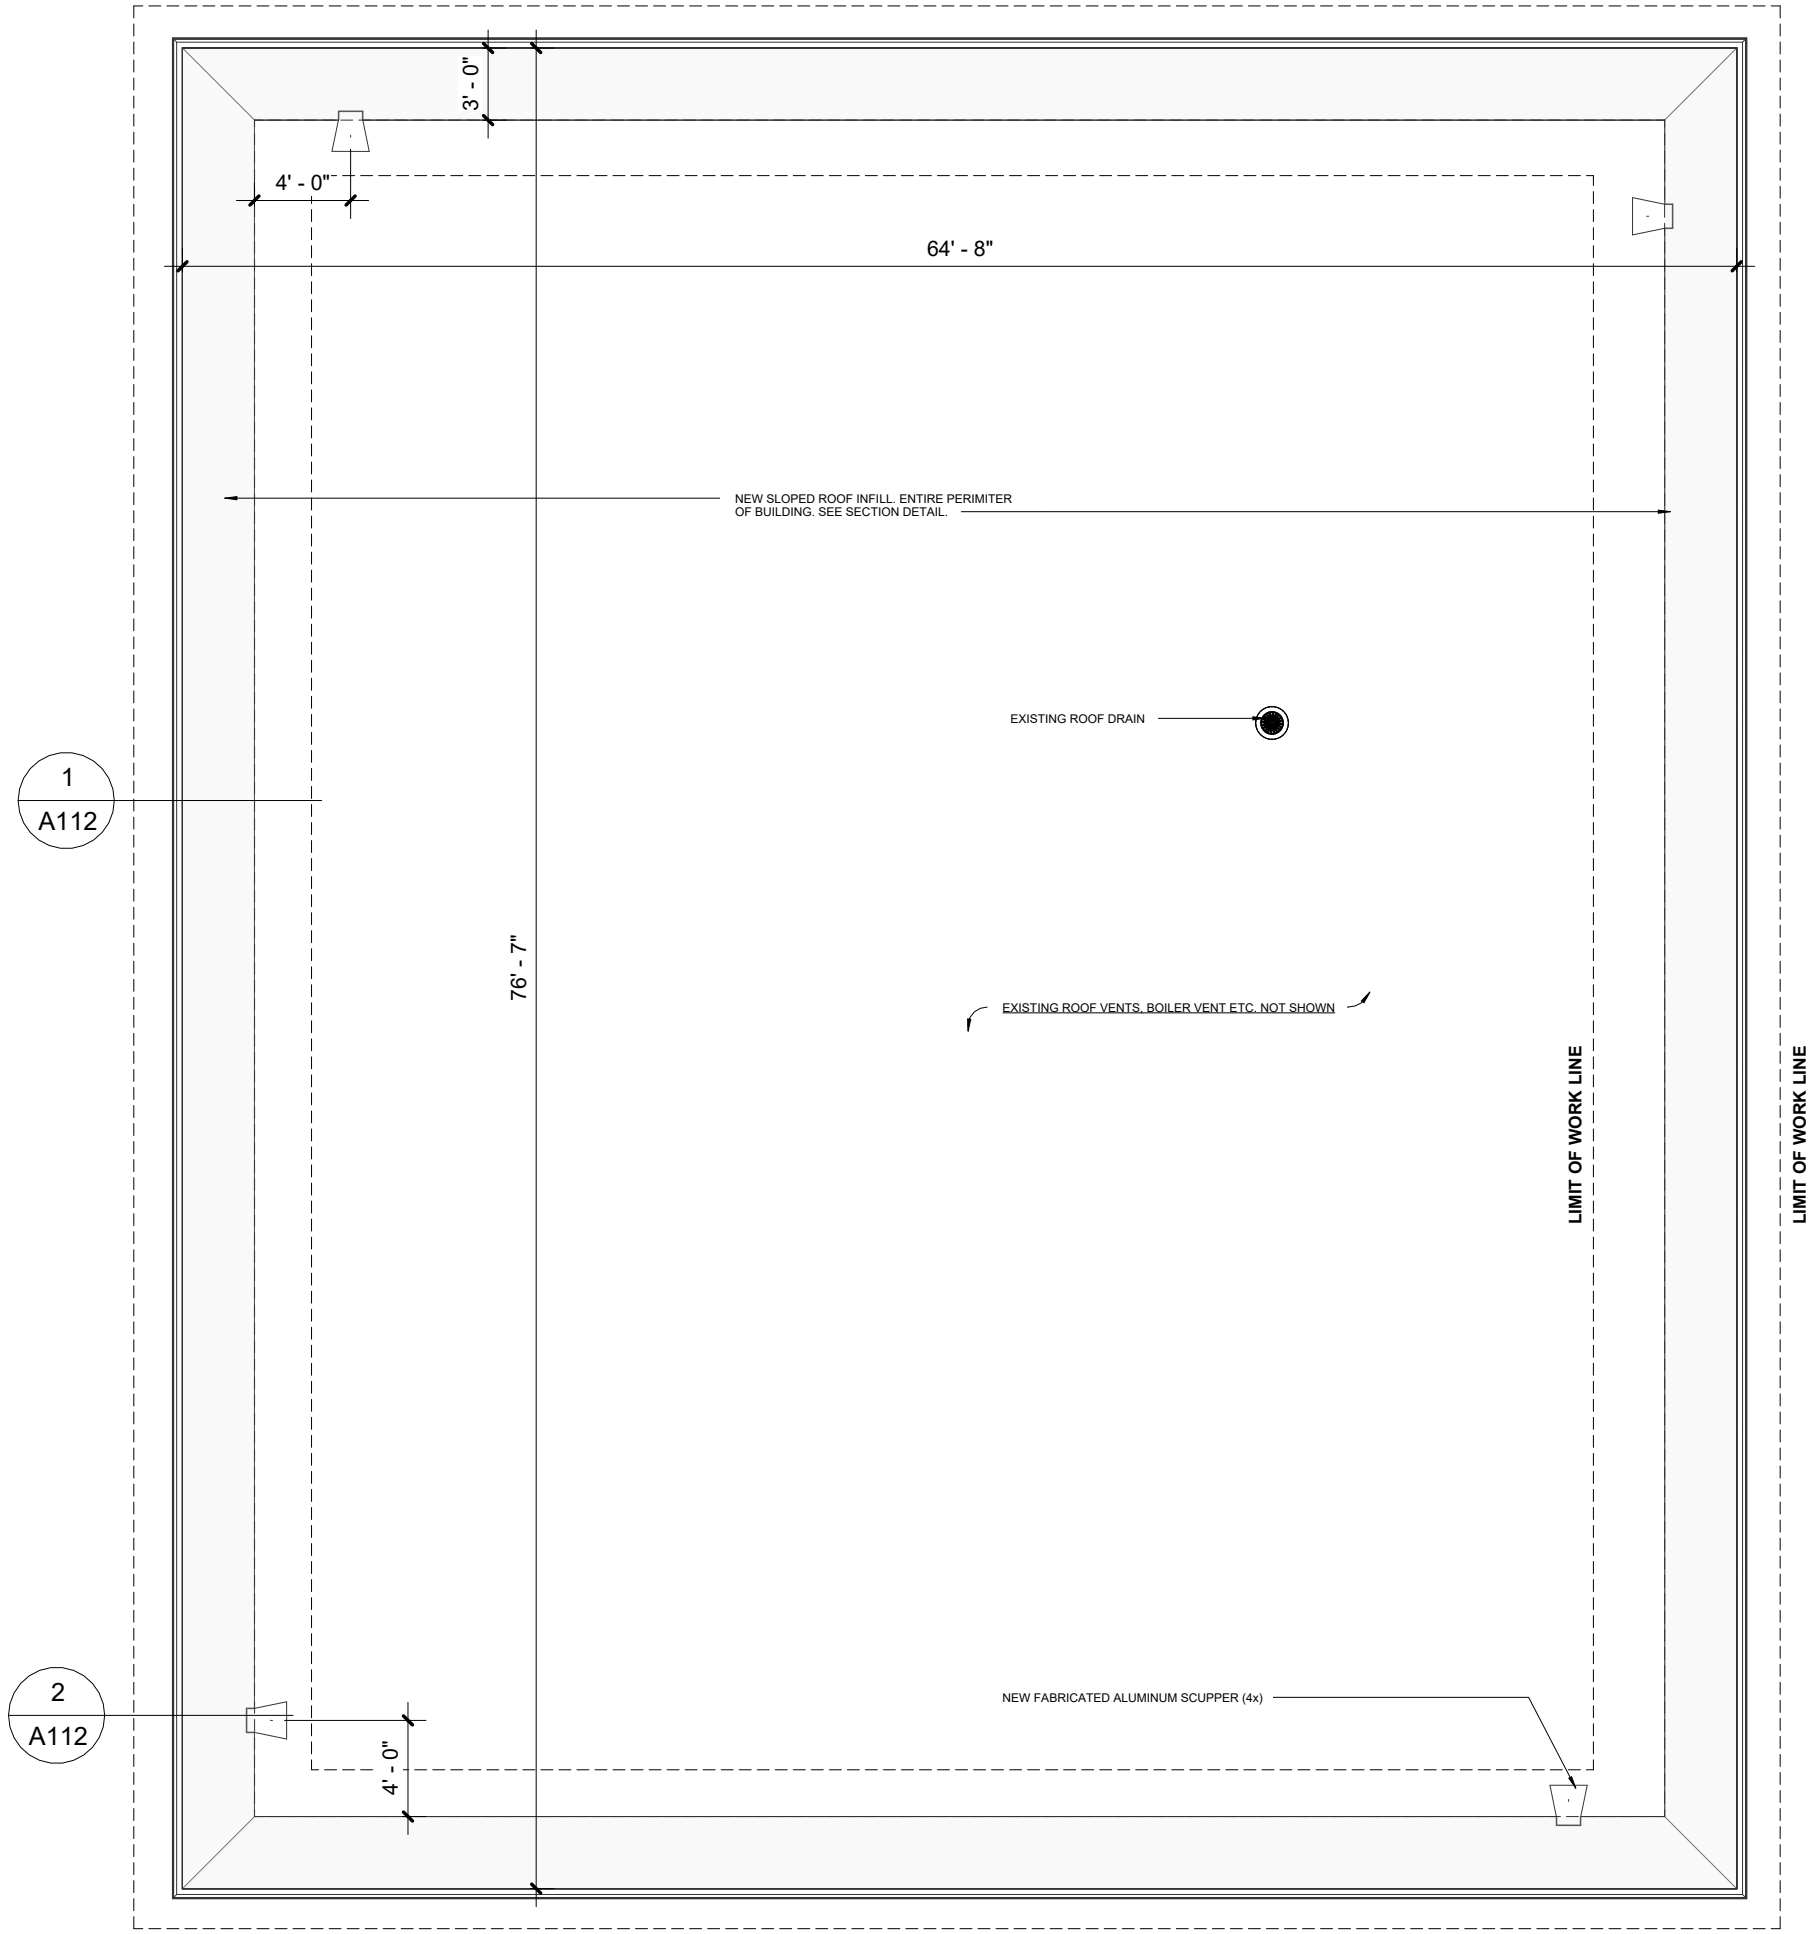 3' - 0"
4' - 0"
64' - 8"
NEW SLOPED ROOF INFILL. ENTIRE PERIMITER
OF BUILDING. SEE SECTION DETAIL.
EXISTING ROOF DRAIN
1
A112
76' - 7"
EXISTING ROOF VENTS, BOILER VENT ETC. NOT SHOWN
LIMIT OF WORK LINE
LIMIT OF WORK LINE
2
A112
4' - 0"
NEW FABRICATED ALUMINUM SCUPPER (4x)